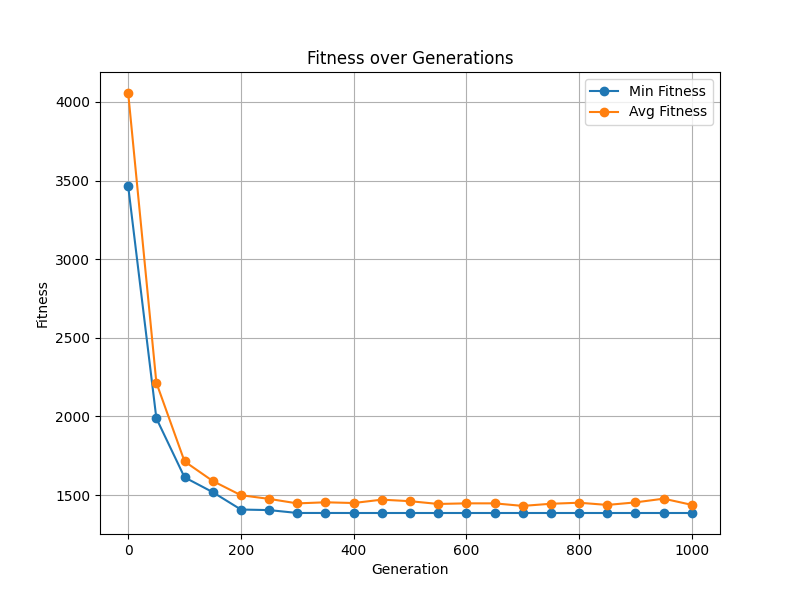 Fitness over Generations
Min Fitness
Avg Fitness
4000
3500
3000
2500
2000
1500
Fitness
0 200 400 600 800 1000
Generation